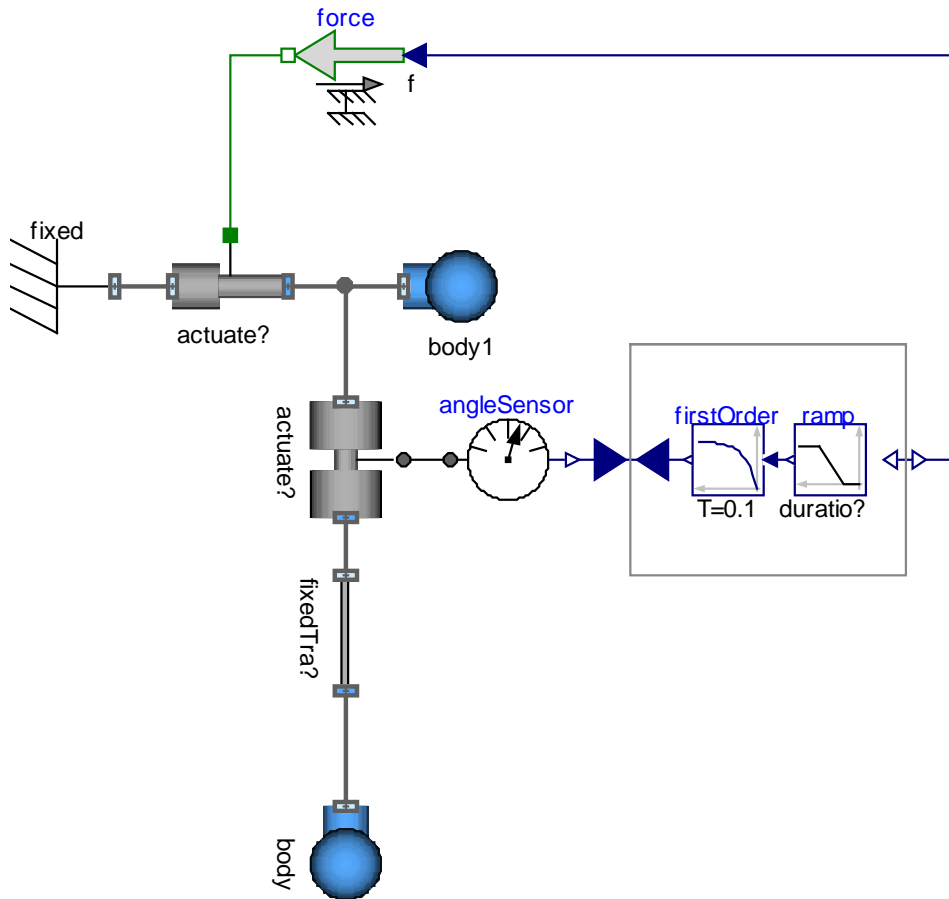 force
f
fixed
actuate?
body1
actuate?
angleSensor
firstOrder
ramp
T=0.1
duratio?
fixedTra?
body